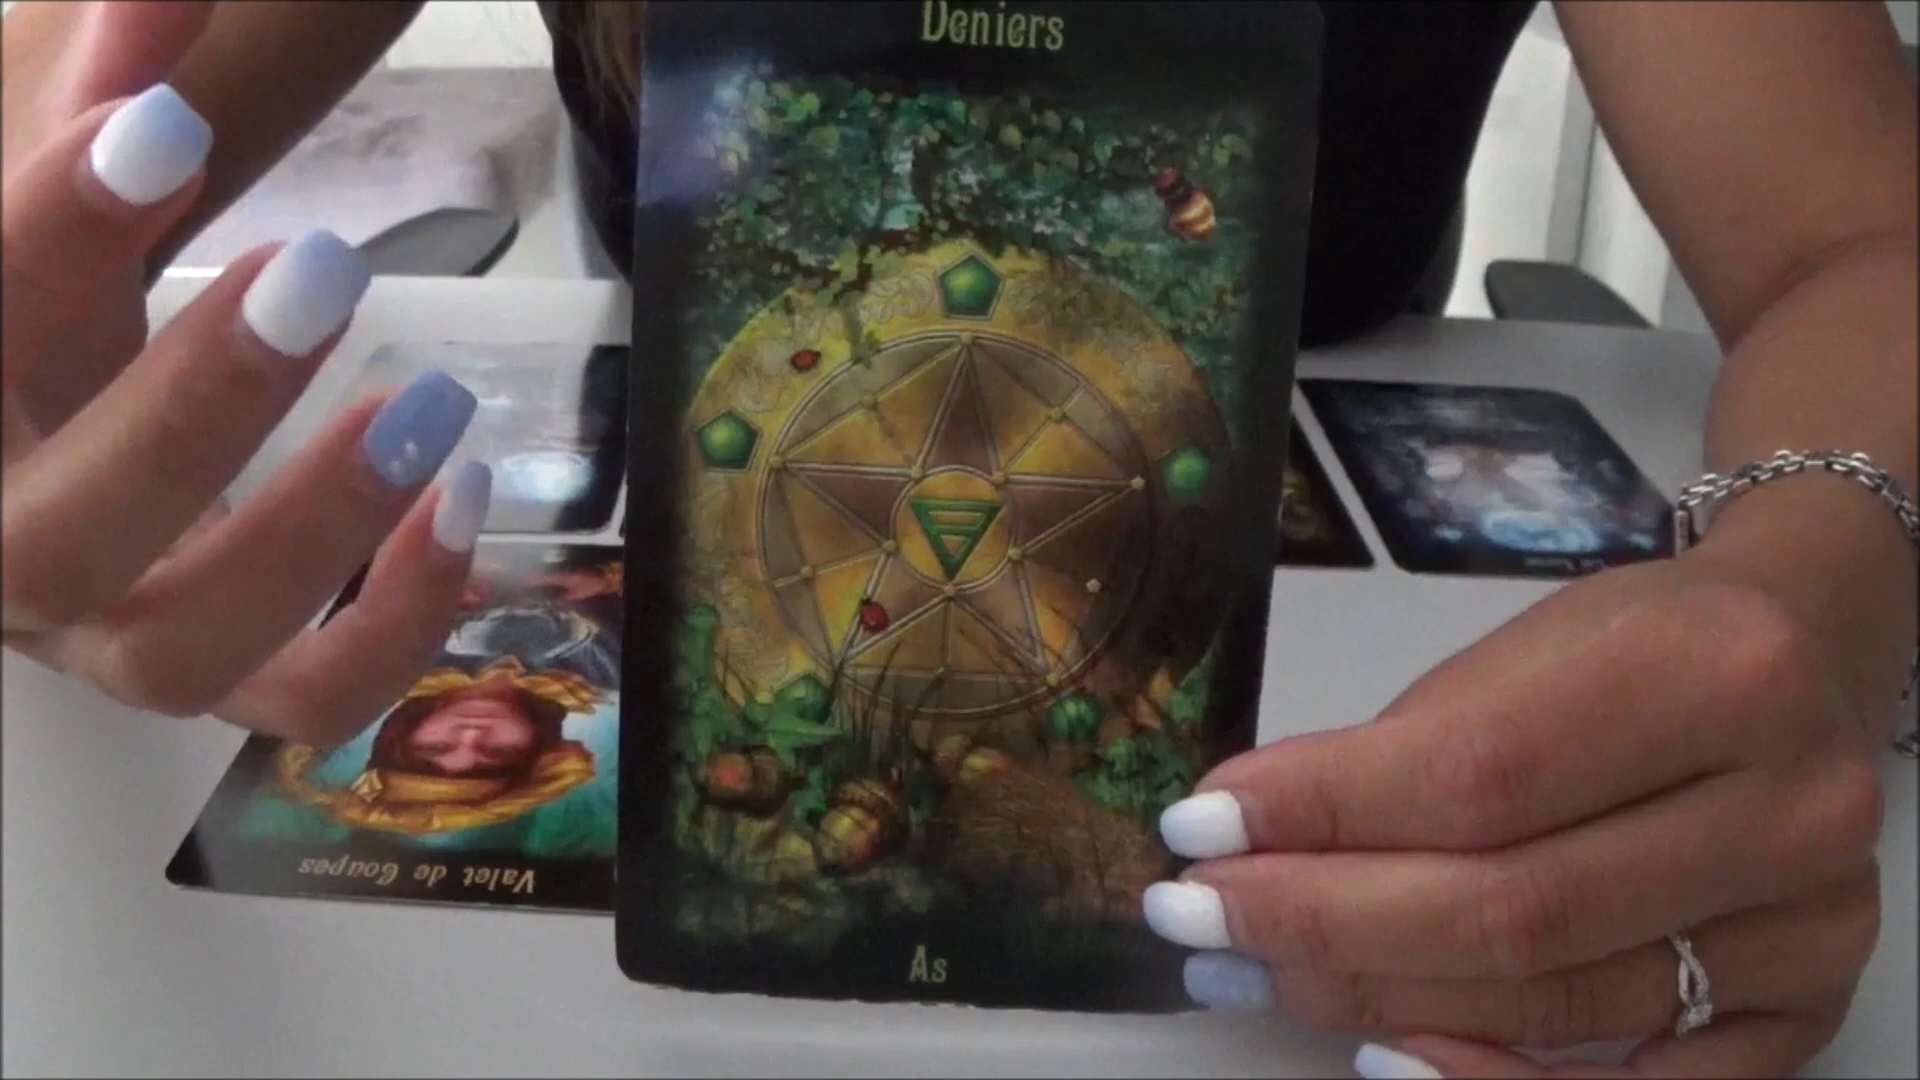 Deniers
Valet de Coupes
As